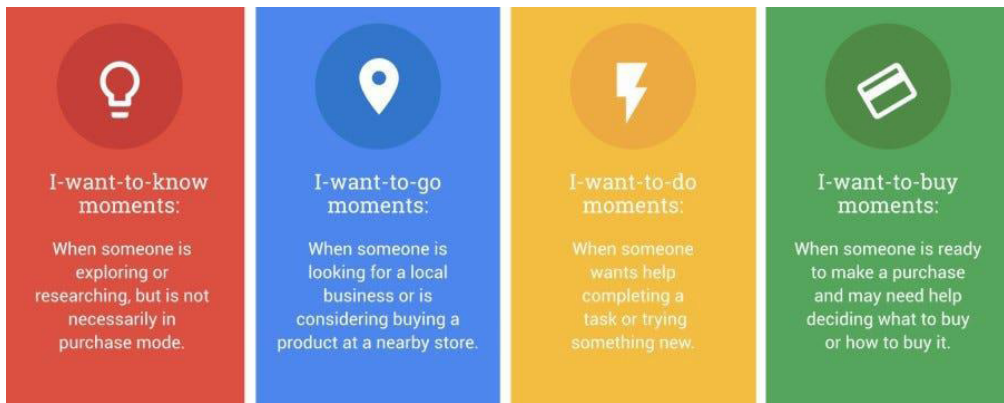 I-want-to-know
moments:
When someone is
exploring or
researching, but is not
necessarily in
purchase mode.
I-want-to-go
moments:
When someone is
looking for a local
business or is
considering buying a
product at a nearby store.
I-want-to-do
moments:
When someone
wants help
completing a
task or trying
something new.
I-want-to-buy
moments:
When someone is ready
to make a purchase
and may need help
deciding what to buy
or how to buy it.